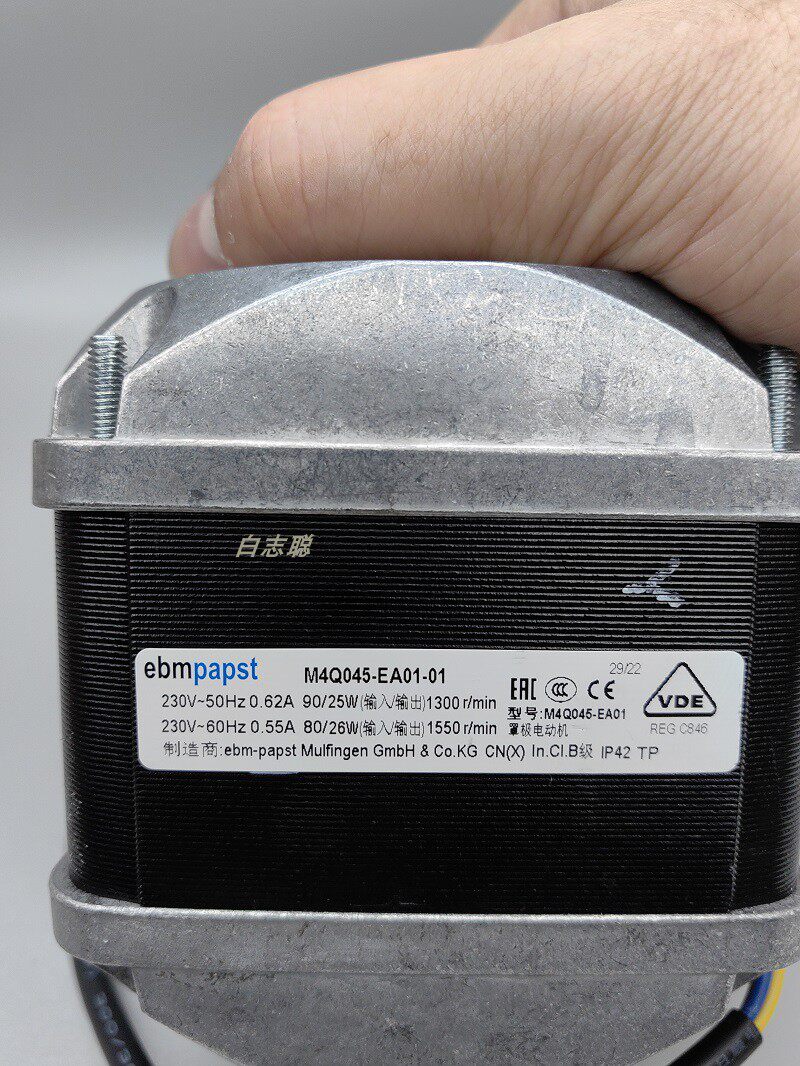 白志聪
ebmpapst M4Q045-EA01-01
230V~50Hz 0.62A 90/25W(输入/输出)1300 r/min
230V~60Hz 0.55A 80/26W(输入/输出)1550 r/min
制造商:ebm-papst Mulfingen GmbH & Co.KG CN(X) In.Cl.B级 IP42 TP
EAC CCC CE
型号:M4Q045-EA01
罩极电动机
29/22
VDE
REG C846